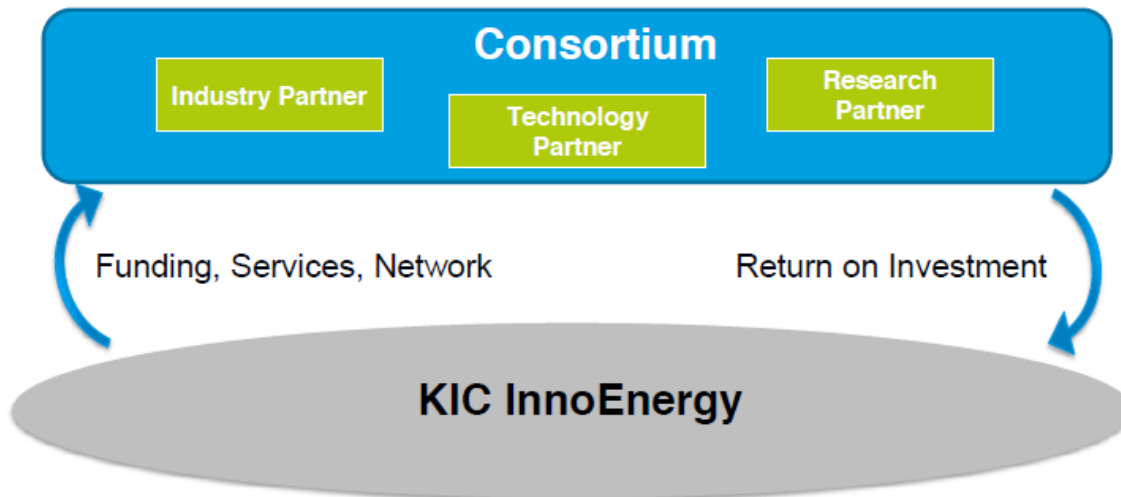 Consortium
Industry Partner
Technology
Partner
Research
Partner
Funding, Services, Network
Return on Investment
KIC InnoEnergy